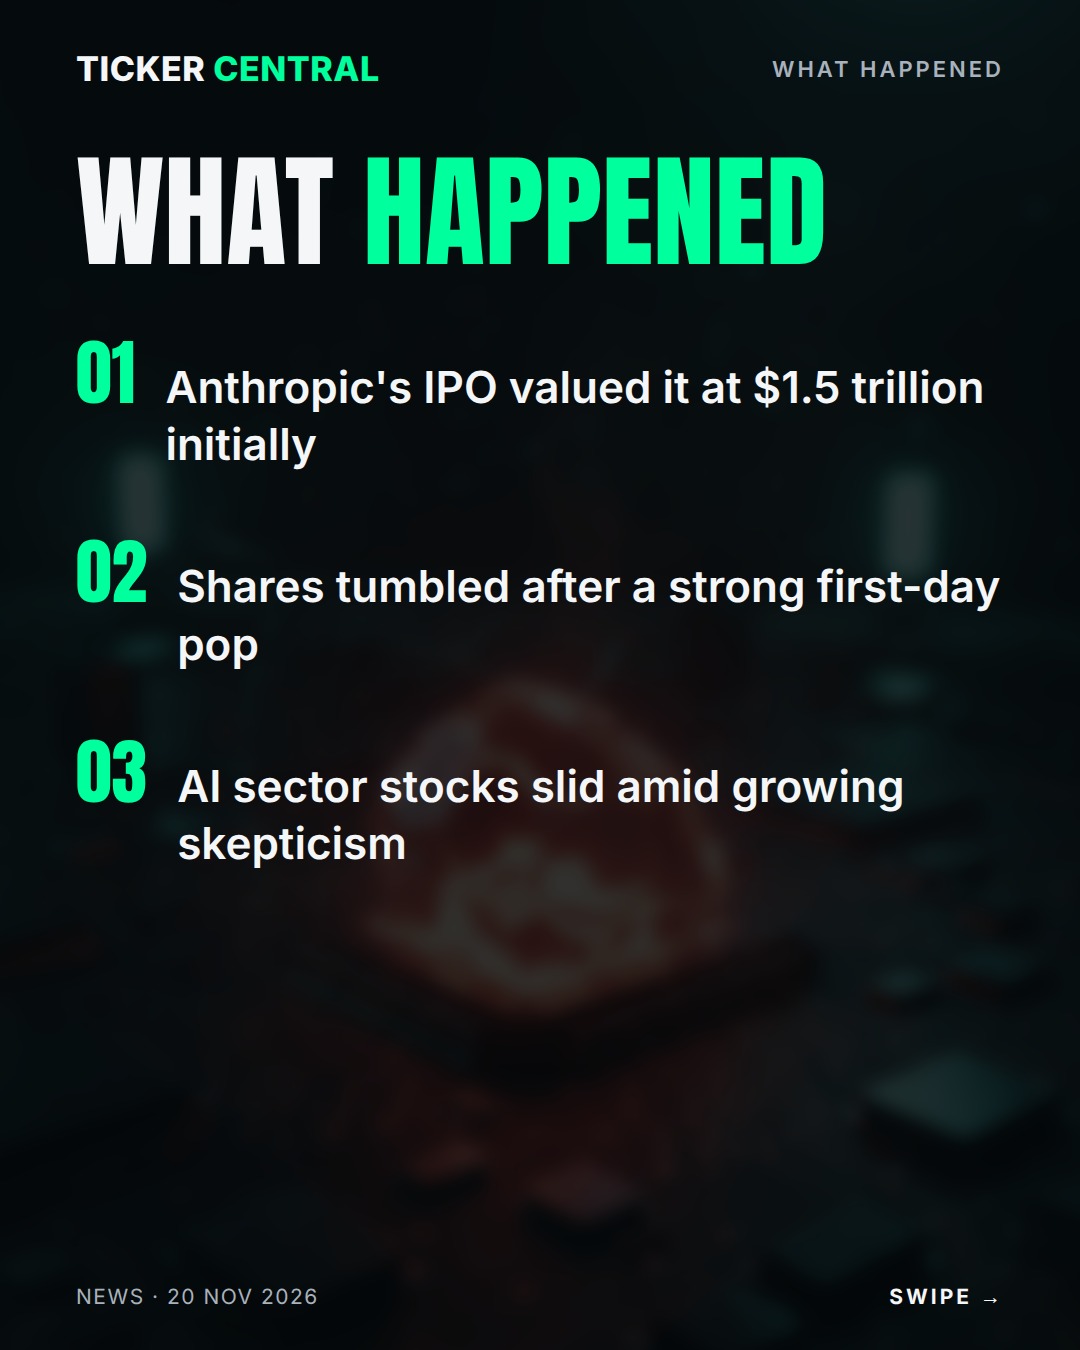 TICKER CENTRAL
WHAT HAPPENED
WHAT HAPPENED
01 Anthropic's IPO valued it at $1.5 trillion
initially
02 Shares tumbled after a strong first-day
pop
03 AI sector stocks slid amid growing
skepticism
NEWS · 20 NOV 2026
SWIPE →